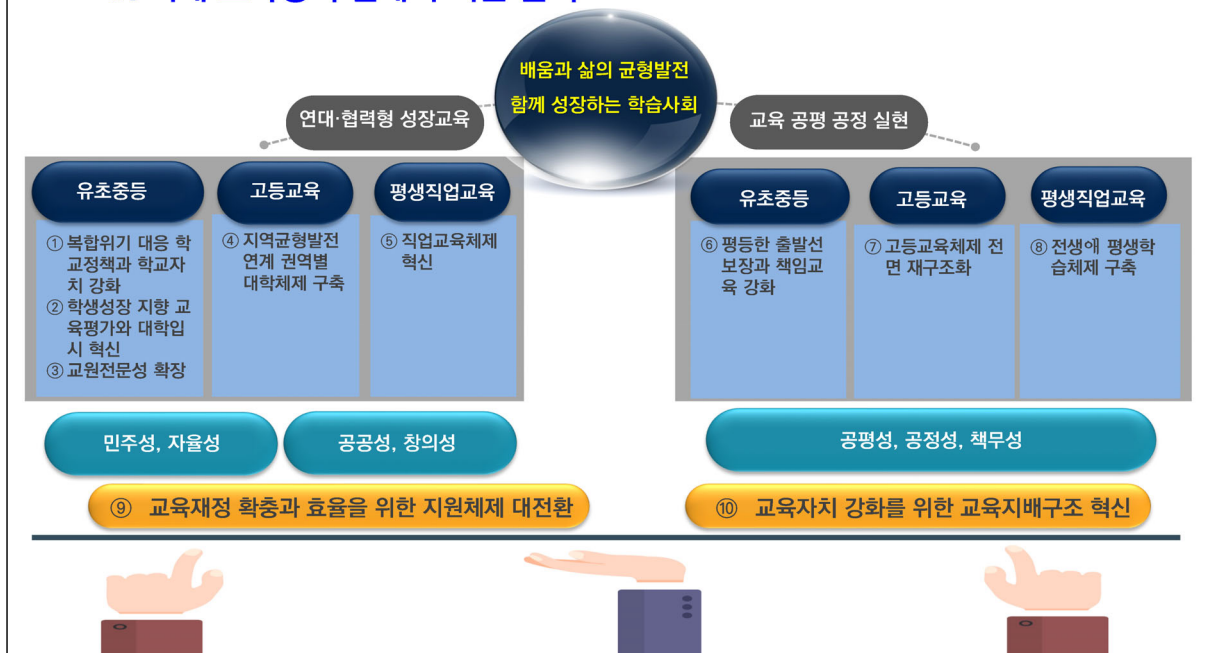 배움과 삶의 균형발전
함께 성장하는 학습사회
연대·협력형 성장교육
교육 공평 공정 실현
유초중등
고등교육
평생직업교육
① 복합위기 대응 학
교정책과 학교자
치 강화
② 학생성장 지향 교
육평가와 대학입
시 혁신
③ 교원전문성 확장
④ 지역균형발전
연계 권역별
대학체제 구축
⑤ 직업교육체제
혁신
유초중등
고등교육
평생직업교육
⑥ 평등한 출발선
보장과 책임교
육 강화
⑦ 고등교육체제 전
면 재구조화
⑧ 전생애 평생학
습체제 구축
민주성, 자율성
공공성, 창의성
공평성, 공정성, 책무성
⑨ 교육재정 확충과 효율을 위한 지원체제 대전환
⑩ 교육자치 강화를 위한 교육지배구조 혁신